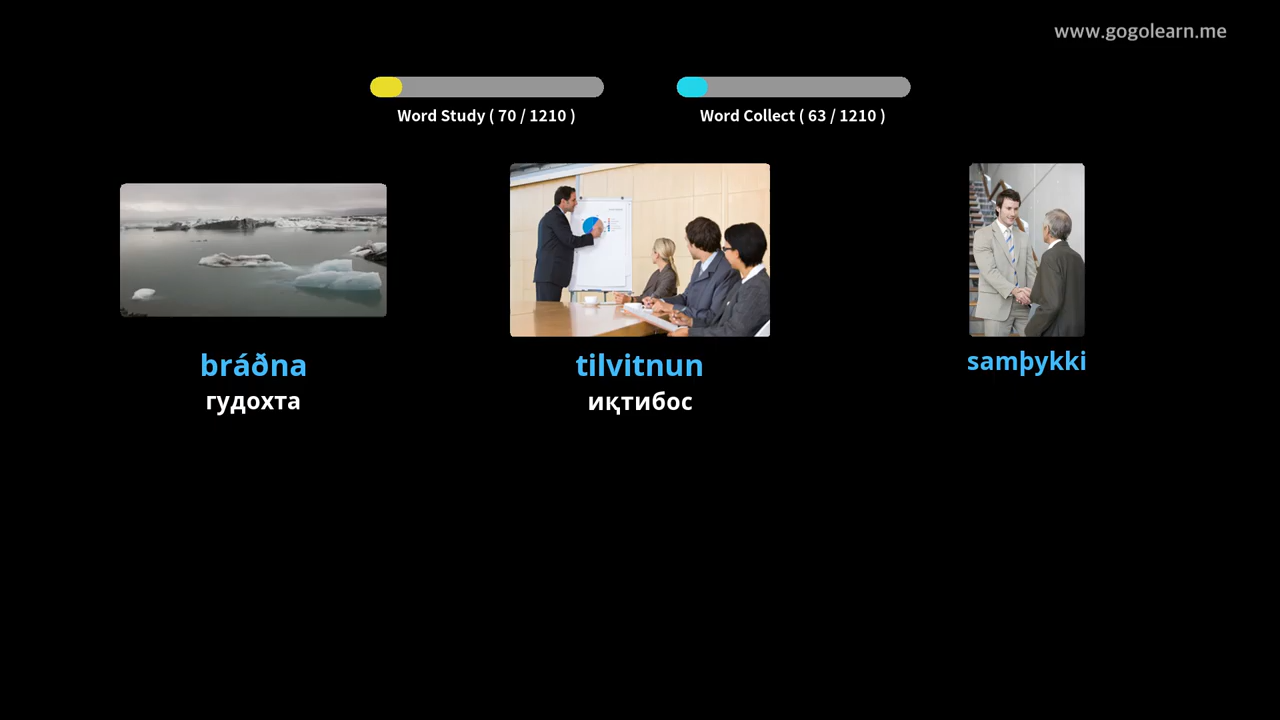 www.gogolearn.me
Word Study ( 70 / 1210 )
Word Collect ( 63 / 1210 )
bráðna
гудохта
tilvitnun
иқтибос
samþykki